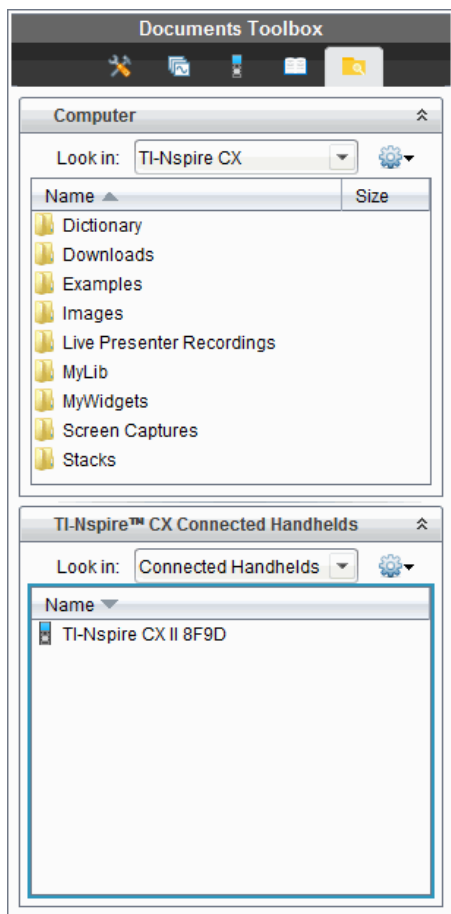 Documents Toolbox
Computer
Look in: TI-Nspire CX
Name Size
Dictionary
Downloads
Examples
Images
Live Presenter Recordings
MyLib
MyWidgets
Screen Captures
Stacks
TI-Nspire™ CX Connected Handhelds
Look in: Connected Handhelds
Name
TI-Nspire CX II 8F9D